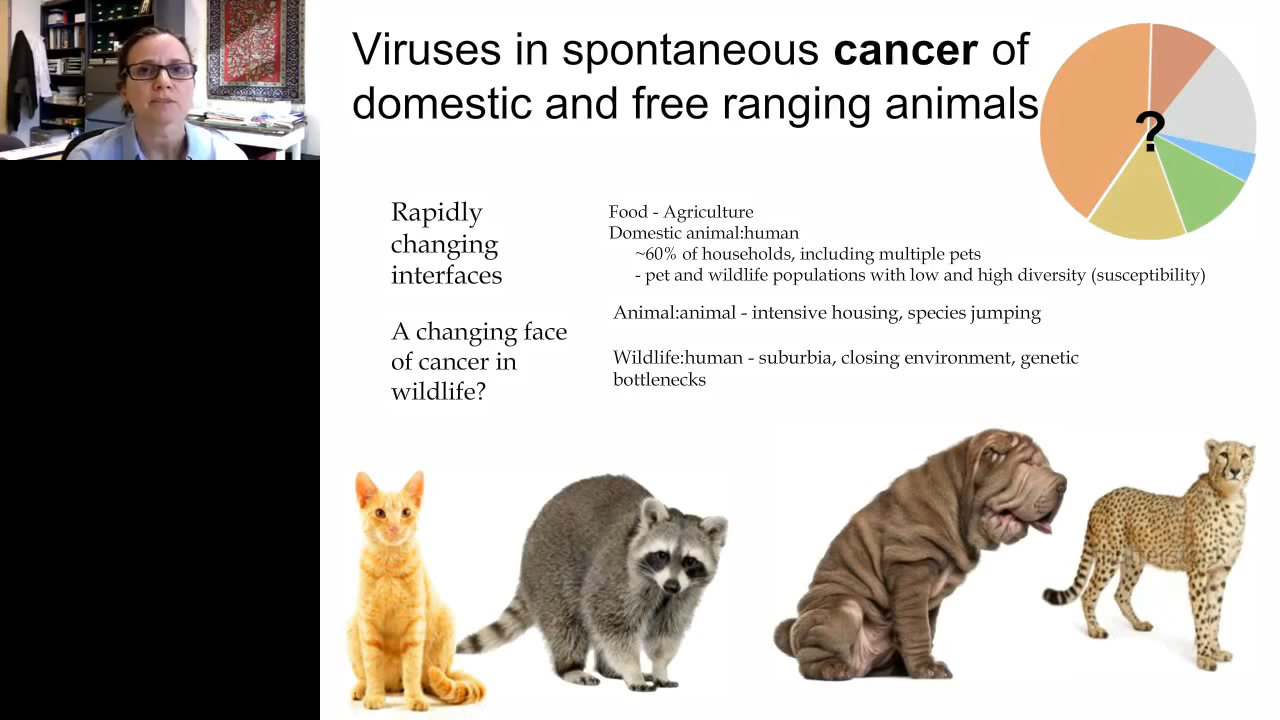 Viruses in spontaneous cancer of
domestic and free ranging animals
?
Rapidly
changing
interfaces
Food - Agriculture
Domestic animal:human
~60% of households, including multiple pets
- pet and wildlife populations with low and high diversity (susceptibility)
Animal:animal - intensive housing, species jumping
A changing face
of cancer in
wildlife?
Wildlife:human - suburbia, closing environment, genetic
bottlenecks